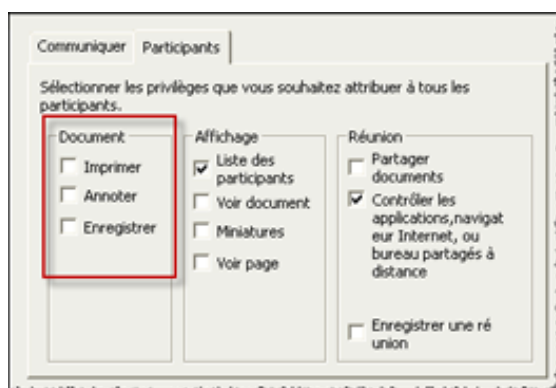 Communiquer Participants
Sélectionner les privilèges que vous souhaitez attribuer à tous les
participants.
Document
Imprimer
Annoter
Enregistrer
Affichage
Liste des
participants
Voir document
Miniatures
Voir page
Réunion
Partager
documents
Contrôler les
applications,navigat
eur Internet, ou
bureau partagés à
distance
Enregistrer une ré
union